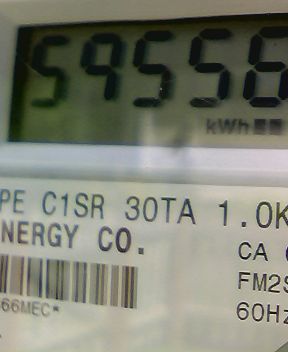 59556
kWh
PE C1SR 30TA 1.0K
NERGY CO.
CA
FM2S
66MEC*
60Hz